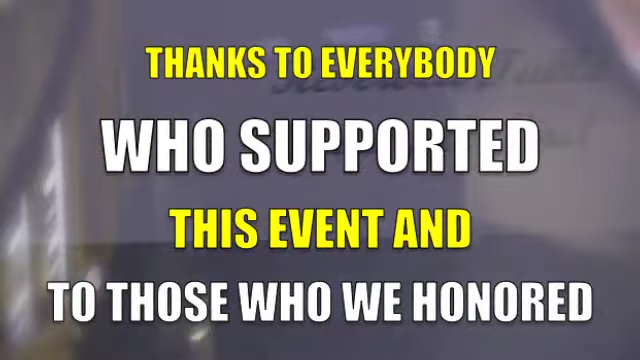 THANKS TO EVERYBODY
WHO SUPPORTED
THIS EVENT AND
TO THOSE WHO WE HONORED